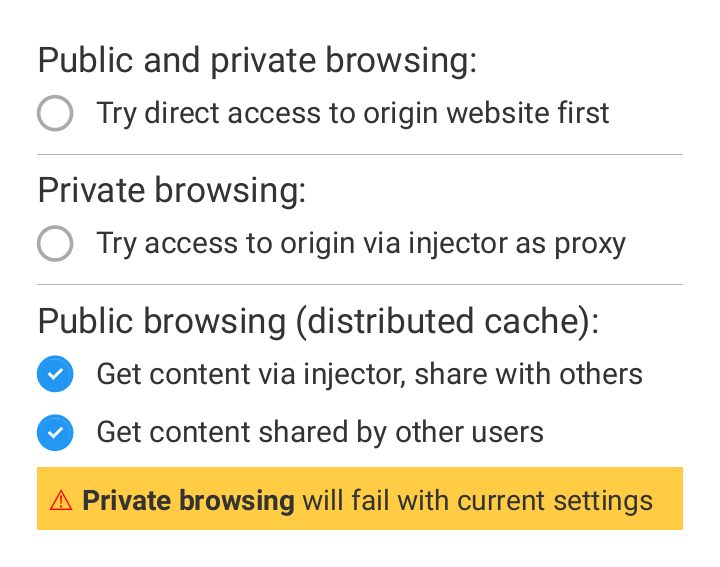 Public and private browsing:
Try direct access to origin website first
Private browsing:
Try access to origin via injector as proxy
Public browsing (distributed cache):
Get content via injector, share with others
Get content shared by other users
⚠ Private browsing will fail with current settings